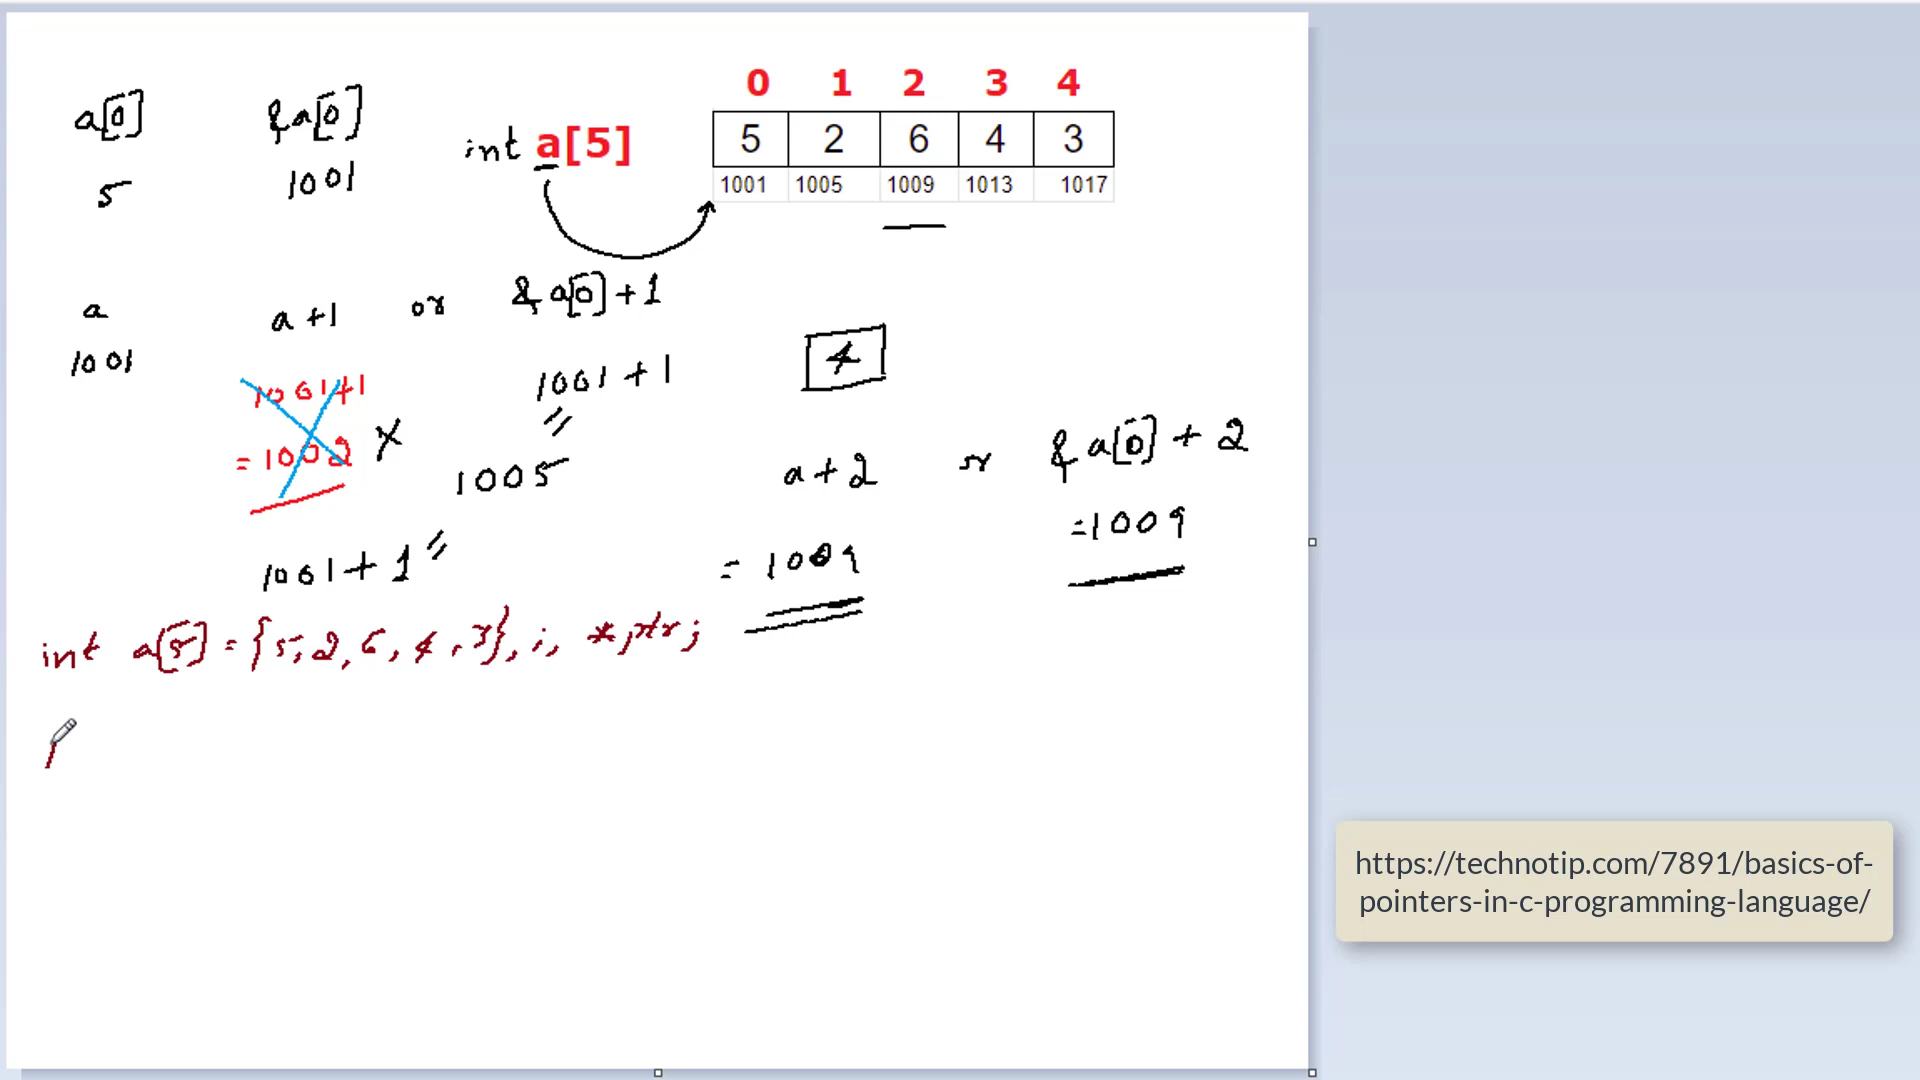 0 1 2 3 4
a[0] &a[0] int a[5] 5 2 6 4 3
5 1001 1001 1005 1009 1013 1017
a a+1 or &a[0]+1
1001 1001+1 1001+1 4
=1002 x 1005 a+2 or &a[0]+2
1001+1 =1009 =1009
int a[5]={5,2,6,4,3}, i, *ptr;
https://technotip.com/7891/basics-of-
pointers-in-c-programming-language/